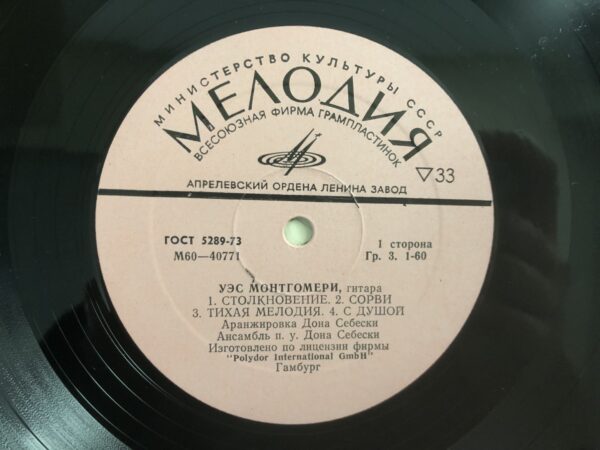 МИНИСТЕРСТВО КУЛЬТУРЫ СССР
МЕЛОДИЯ
ВСЕСОЮЗНАЯ ФИРМА ГРАМПЛАСТИНОК
▽33
АПРЕЛЕВСКИЙ ОРДЕНА ЛЕНИНА ЗАВОД
ГОСТ 5289-73
М60—40771
1 сторона
Гр. 3. 1-60
УЭС МОНТГОМЕРИ, гитара
1. СТОЛКНОВЕНИЕ. 2. СОРВИ
3. ТИХАЯ МЕЛОДИЯ. 4. С ДУШОЙ
Аранжировка Дона Себески
Ансамбль п. у. Дона Себески
Изготовлено по лицензии фирмы
"Polydor International GmbH"
Гамбург